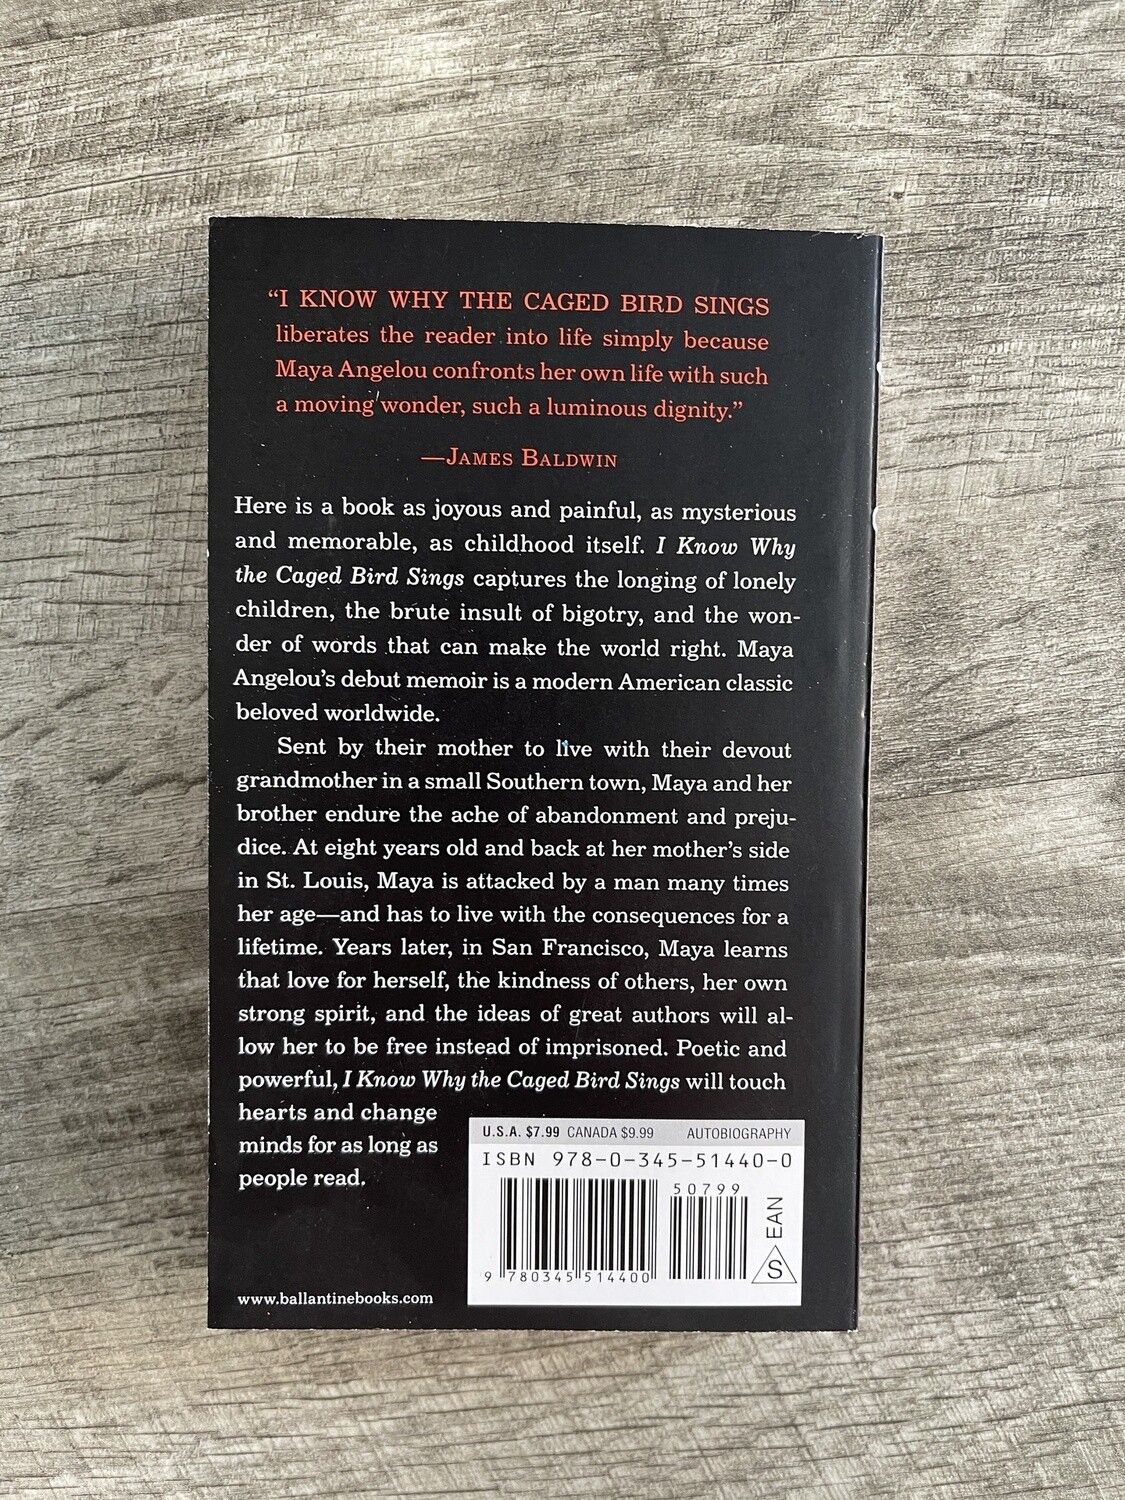 “I KNOW WHY THE CAGED BIRD SINGS
liberates the reader into life simply because
Maya Angelou confronts her own life with such
a moving wonder, such a luminous dignity.”
—JAMES BALDWIN
Here is a book as joyous and painful, as mysterious
and memorable, as childhood itself. I Know Why
the Caged Bird Sings captures the longing of lonely
children, the brute insult of bigotry, and the won-
der of words that can make the world right. Maya
Angelou’s debut memoir is a modern American classic
beloved worldwide.
Sent by their mother to live with their devout
grandmother in a small Southern town, Maya and her
brother endure the ache of abandonment and preju-
dice. At eight years old and back at her mother’s side
in St. Louis, Maya is attacked by a man many times
her age—and has to live with the consequences for a
lifetime. Years later, in San Francisco, Maya learns
that love for herself, the kindness of others, her own
strong spirit, and the ideas of great authors will al-
low her to be free instead of imprisoned. Poetic and
powerful, I Know Why the Caged Bird Sings will touch
hearts and change
minds for as long as
people read.
www.ballantinebooks.com
U.S.A. $7.99 CANADA $9.99 AUTOBIOGRAPHY
ISBN 978-0-345-51440-0
50799
9 780345 514400
EAN
S